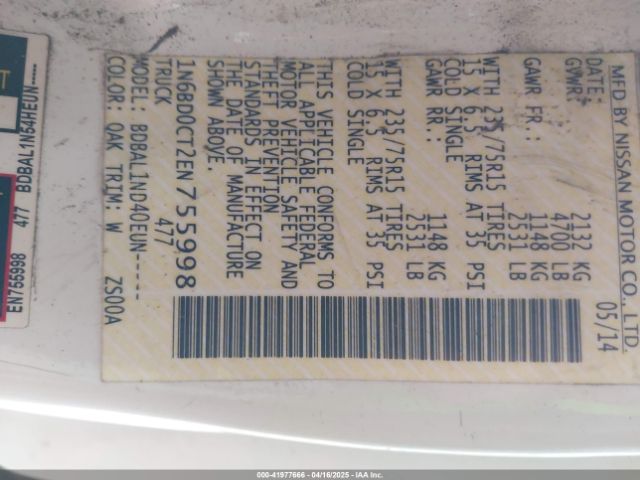 MFD BY NISSAN MOTOR CO., LTD.
DATE: 05/14
GVWR: 2132 KG
4700 LB
GAWR FR.: 1148 KG
2531 LB
WITH 235/75R15 TIRES
15 X 6.5 RIMS AT 35 PSI
COLD SINGLE
GAWR RR.: 1148 KG
2531 LB
WITH 235/75R15 TIRES
15 X 6.5 RIMS AT 35 PSI
COLD SINGLE
THIS VEHICLE CONFORMS TO
ALL APPLICABLE FEDERAL
MOTOR VEHICLE SAFETY AND
THEFT PREVENTION
STANDARDS IN EFFECT ON
THE DATE OF MANUFACTURE
SHOWN ABOVE.
1N6BD0CT2EN755998
TRUCK 477
MODEL: BDBAL1ND40EUN-----
COLOR: QAK TRIM: W ZS00A
EN755998 477 BDBAL1N54HEUN----
000-41977666 - 04/16/2025 - IAA Inc.